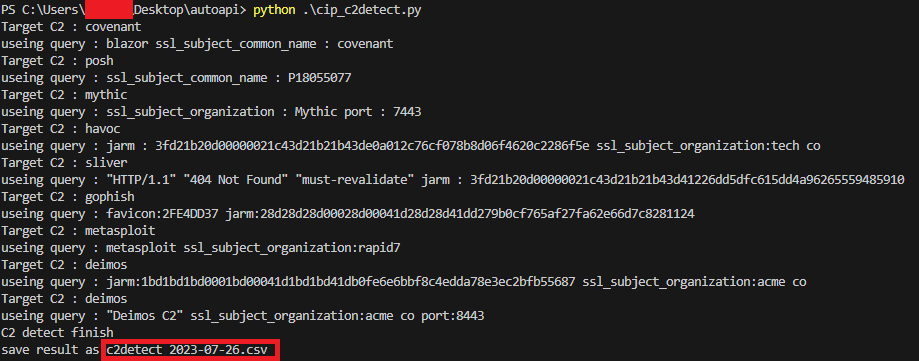 PS C:\Users\ Desktop\autoapi> python .\cip_c2detect.py
Target C2 : covenant
useing query : blazor ssl_subject_common_name : covenant
Target C2 : posh
useing query : ssl_subject_common_name : P18055077
Target C2 : mythic
useing query : ssl_subject_organization : Mythic port : 7443
Target C2 : havoc
useing query : jarm : 3fd21b20d00000021c43d21b21b43de0a012c76cf078b8d06f4620c2286f5e ssl_subject_organization:tech co
Target C2 : sliver
useing query : "HTTP/1.1" "404 Not Found" "must-revalidate" jarm : 3fd21b20d00000021c43d21b21b43d41226dd5dfc615dd4a96265559485910
Target C2 : gophish
useing query : favicon:2FE4DD37 jarm:28d28d28d00028d00041d28d28d41dd279b0cf765af27fa62e66d7c8281124
Target C2 : metasploit
useing query : metasploit ssl_subject_organization:rapid7
Target C2 : deimos
useing query : jarm:1bd1bd1bd0001bd00041d1bd1bd41db0fe6e6bbf8c4edda78e3ec2bfb55687 ssl_subject_organization:acme co
Target C2 : deimos
useing query : "Deimos C2" ssl_subject_organization:acme co port:8443
C2 detect finish
save result as c2detect_2023-07-26.csv